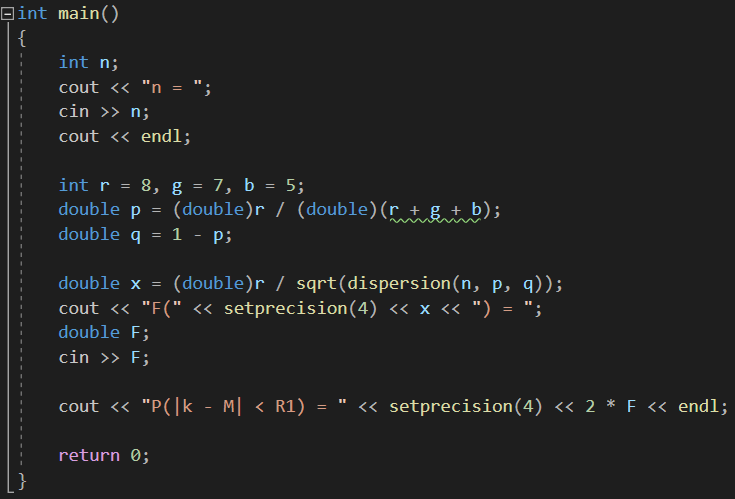 int main()
{
int n;
cout << "n = ";
cin >> n;
cout << endl;
int r = 8, g = 7, b = 5;
double p = (double)r / (double)(r + g + b);
double q = 1 - p;
double x = (double)r / sqrt(dispersion(n, p, q));
cout << "F(" << setprecision(4) << x << ") = ";
double F;
cin >> F;
cout << "P(|k - M| < R1) = " << setprecision(4) << 2 * F << endl;
return 0;
}